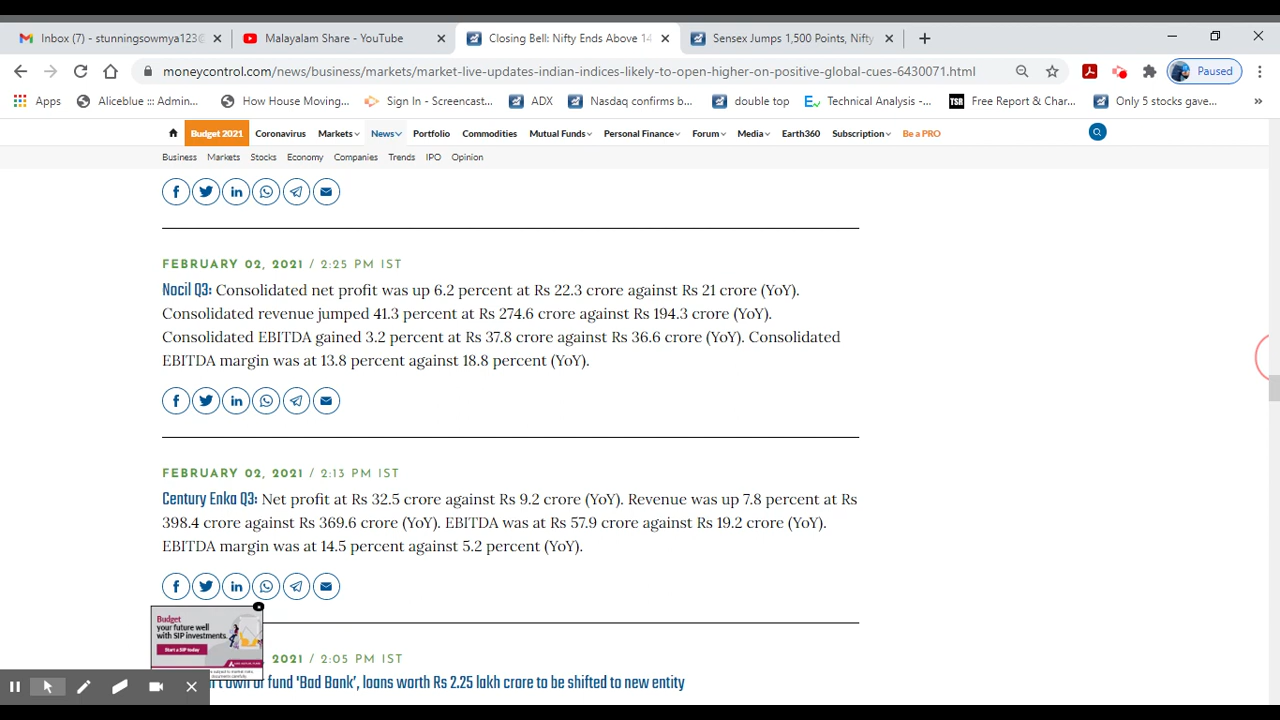 Inbox (7) - stunningsowmya123@
Malayalam Share - YouTube
Closing Bell: Nifty Ends Above 14
Sensex Jumps 1,500 Points, Nifty
moneycontrol.com/news/business/markets/market-live-updates-indian-indices-likely-to-open-higher-on-positive-global-cues-6430071.html
Paused
Apps
Aliceblue ::: Admin...
How House Moving...
Sign In - Screencast...
ADX
Nasdaq confirms b...
double top
Technical Analysis -...
TSR
Free Report & Char...
Only 5 stocks gave...
Budget 2021 Coronavirus Markets News Portfolio Commodities Mutual Funds Personal Finance Forum Media Earth360 Subscription Be a PRO
Business Markets Stocks Economy Companies Trends IPO Opinion
FEBRUARY 02, 2021 / 2:25 PM IST
Nocil Q3: Consolidated net profit was up 6.2 percent at Rs 22.3 crore against Rs 21 crore (YoY).
Consolidated revenue jumped 41.3 percent at Rs 274.6 crore against Rs 194.3 crore (YoY).
Consolidated EBITDA gained 3.2 percent at Rs 37.8 crore against Rs 36.6 crore (YoY). Consolidated
EBITDA margin was at 13.8 percent against 18.8 percent (YoY).
FEBRUARY 02, 2021 / 2:13 PM IST
Century Enka Q3: Net profit at Rs 32.5 crore against Rs 9.2 crore (YoY). Revenue was up 7.8 percent at Rs
398.4 crore against Rs 369.6 crore (YoY). EBITDA was at Rs 57.9 crore against Rs 19.2 crore (YoY).
EBITDA margin was at 14.5 percent against 5.2 percent (YoY).
Budget
your future well
with SIP investments.
Start a SIP today
2021 / 2:05 PM IST
own or fund 'Bad Bank', loans worth Rs 2.25 lakh crore to be shifted to new entity